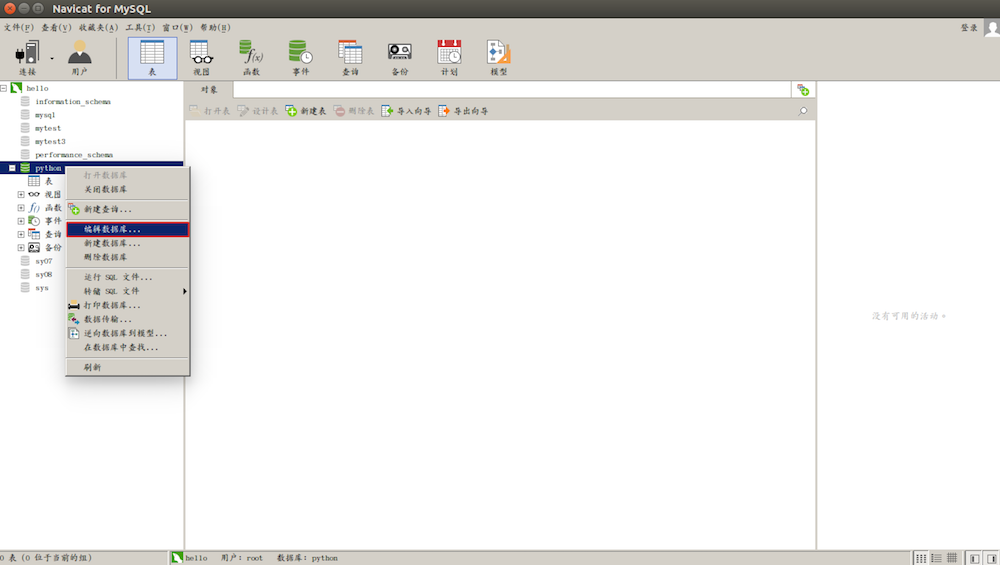 Navicat for MySQL
文件(F) 查看(V) 收藏夹(A) 工具(T) 窗口(W) 帮助(H) 登录
连接 用户 表 视图 函数 事件 查询 备份 计划 模型
hello
information_schema
mysql
mytest
mytest3
performance_schema
python
表
视图
函数
事件
查询
备份
sy07
sy08
sys
对象
打开表 设计表 新建表 删除表 导入向导 导出向导
打开数据库
关闭数据库
新建查询...
编辑数据库...
新建数据库...
删除数据库
运行 SQL 文件...
转储 SQL 文件
打印数据库...
数据传输...
逆向数据库到模型...
在数据库中查找...
刷新
没有可用的活动。
0 表 (0 位于当前的组) hello 用户: root 数据库: python